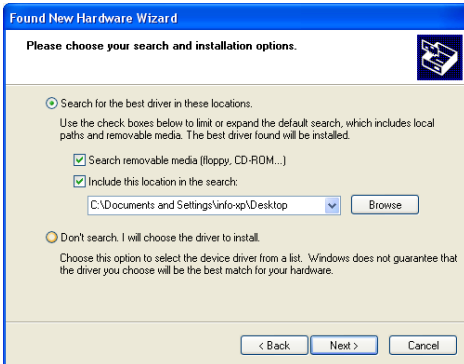 Found New Hardware Wizard
Please choose your search and installation options.
Search for the best driver in these locations.
Use the check boxes below to limit or expand the default search, which includes local
paths and removable media. The best driver found will be installed.
Search removable media (floppy, CD-ROM...)
Include this location in the search:
C:\Documents and Settings\info-xp\Desktop
Browse
Don't search. I will choose the driver to install.
Choose this option to select the device driver from a list. Windows does not guarantee that
the driver you choose will be the best match for your hardware.
< Back
Next >
Cancel